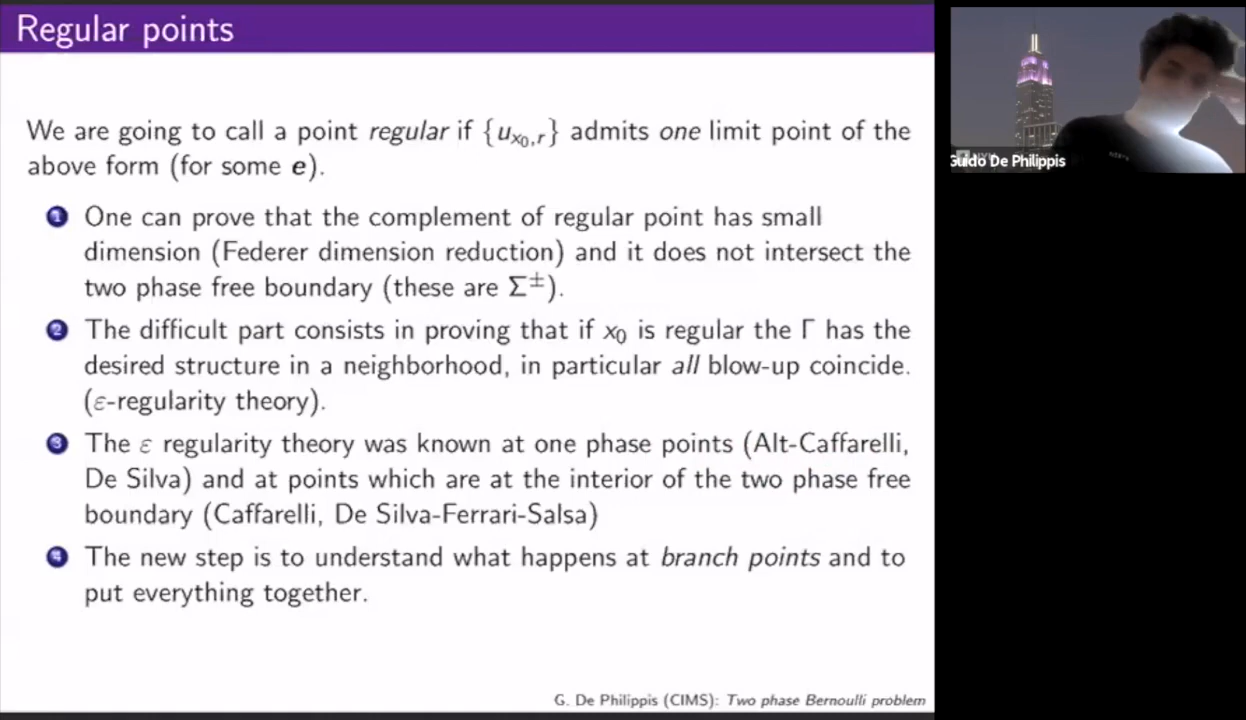 Regular points
We are going to call a point regular if {u_{x₀,r}} admits one limit point of the
above form (for some e).
1 One can prove that the complement of regular point has small
dimension (Federer dimension reduction) and it does not intersect the
two phase free boundary (these are Σ±).
2 The difficult part consists in proving that if x₀ is regular the Γ has the
desired structure in a neighborhood, in particular all blow-up coincide.
(ε-regularity theory).
3 The ε regularity theory was known at one phase points (Alt-Caffarelli,
De Silva) and at points which are at the interior of the two phase free
boundary (Caffarelli, De Silva-Ferrari-Salsa)
4 The new step is to understand what happens at branch points and to
put everything together.
G. De Philippis (CIMS): Two phase Bernoulli problem
Guido De Philippis